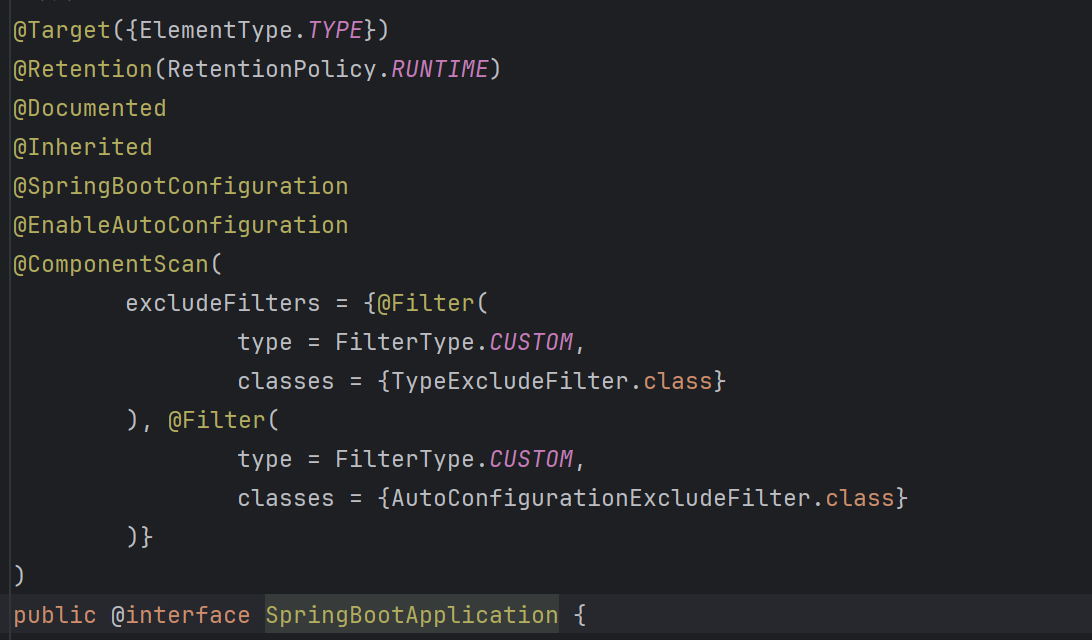 @Target({ElementType.TYPE})
@Retention(RetentionPolicy.RUNTIME)
@Documented
@Inherited
@SpringBootConfiguration
@EnableAutoConfiguration
@ComponentScan(
        excludeFilters = {@Filter(
                type = FilterType.CUSTOM,
                classes = {TypeExcludeFilter.class}
        ), @Filter(
                type = FilterType.CUSTOM,
                classes = {AutoConfigurationExcludeFilter.class}
        )}
)
public @interface SpringBootApplication {